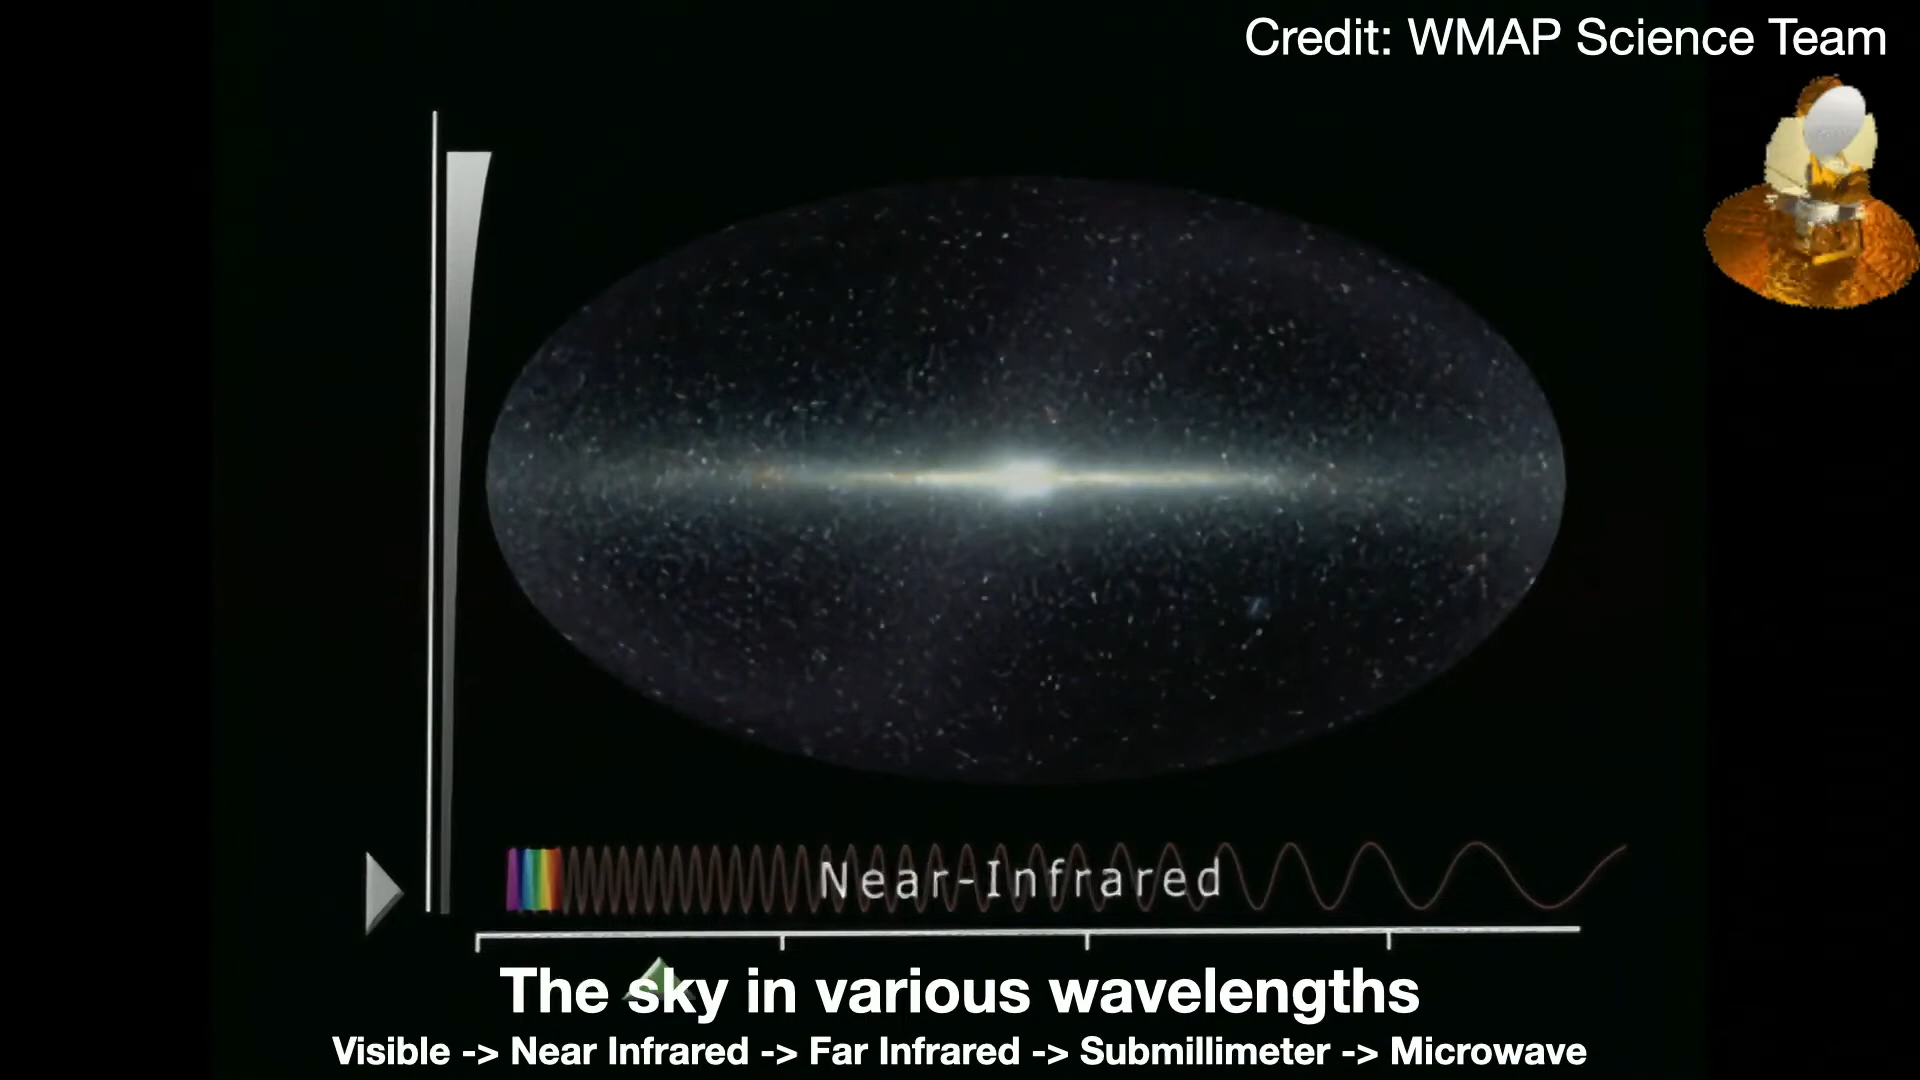 Credit: WMAP Science Team
Near-Infrared
The sky in various wavelengths
Visible -> Near Infrared -> Far Infrared -> Submillimeter -> Microwave